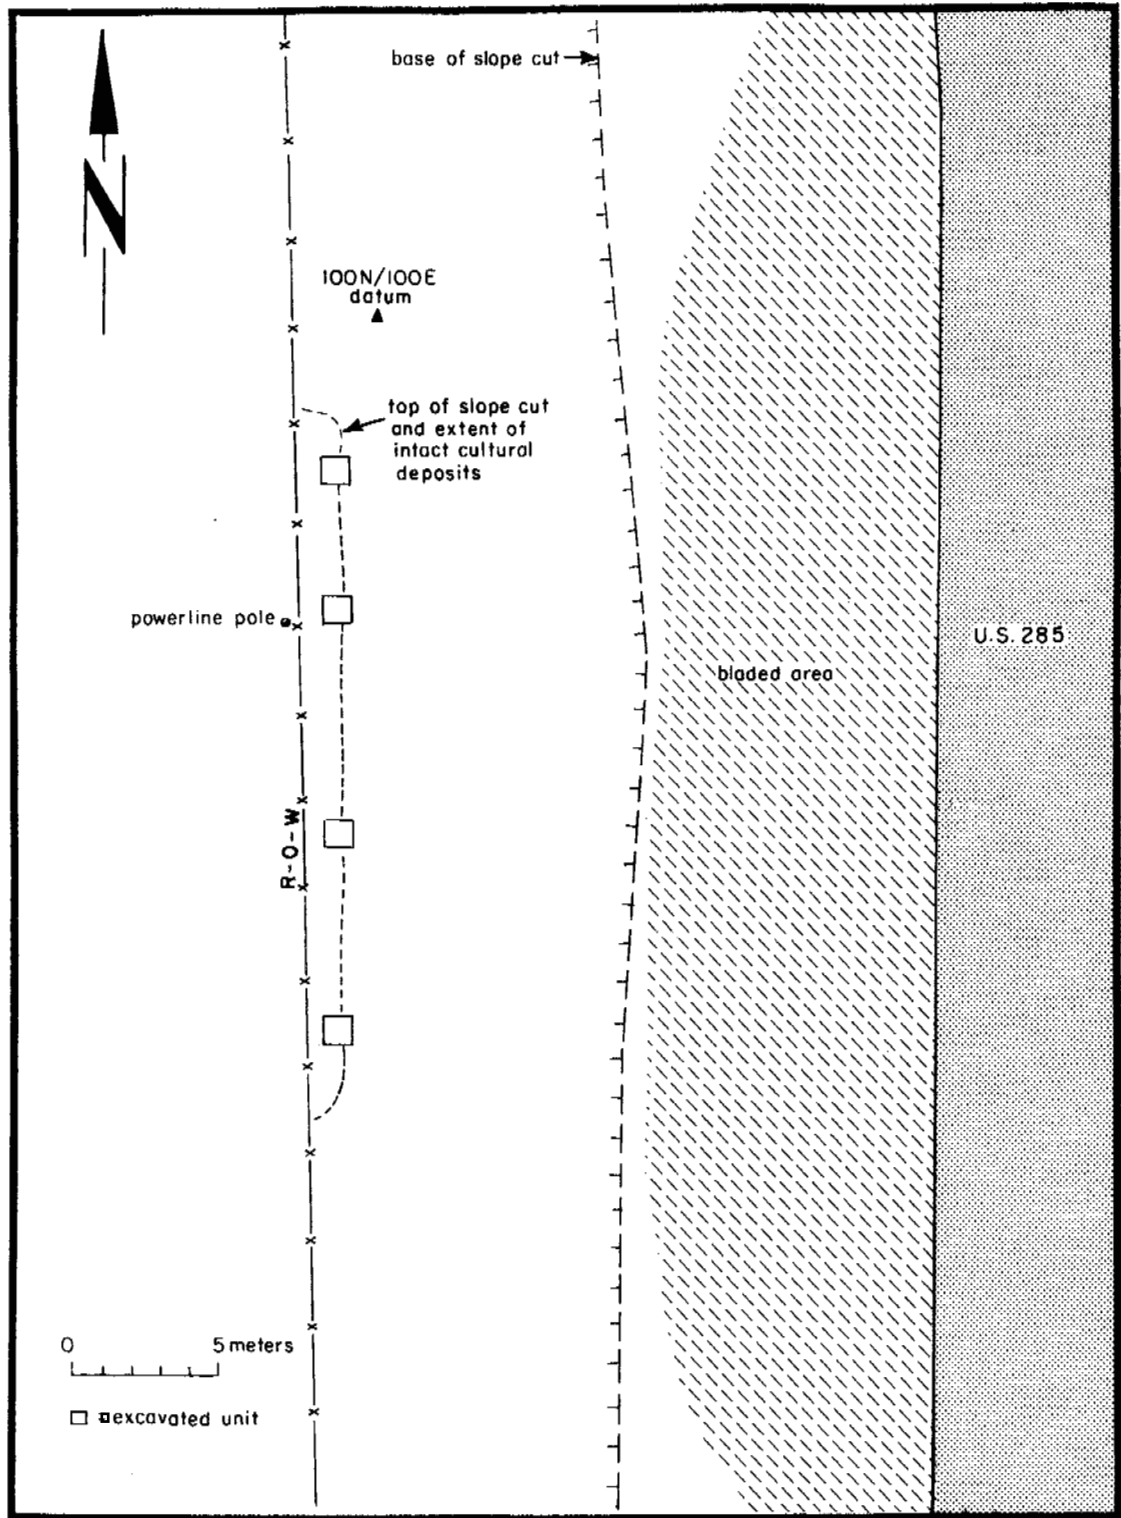 base of slope cut
N
100N/100E
datum
top of slope cut
and extent of
intact cultural
deposits
powerline pole
U.S. 285
bladed area
R-O-W
0 5 meters
=excavated unit